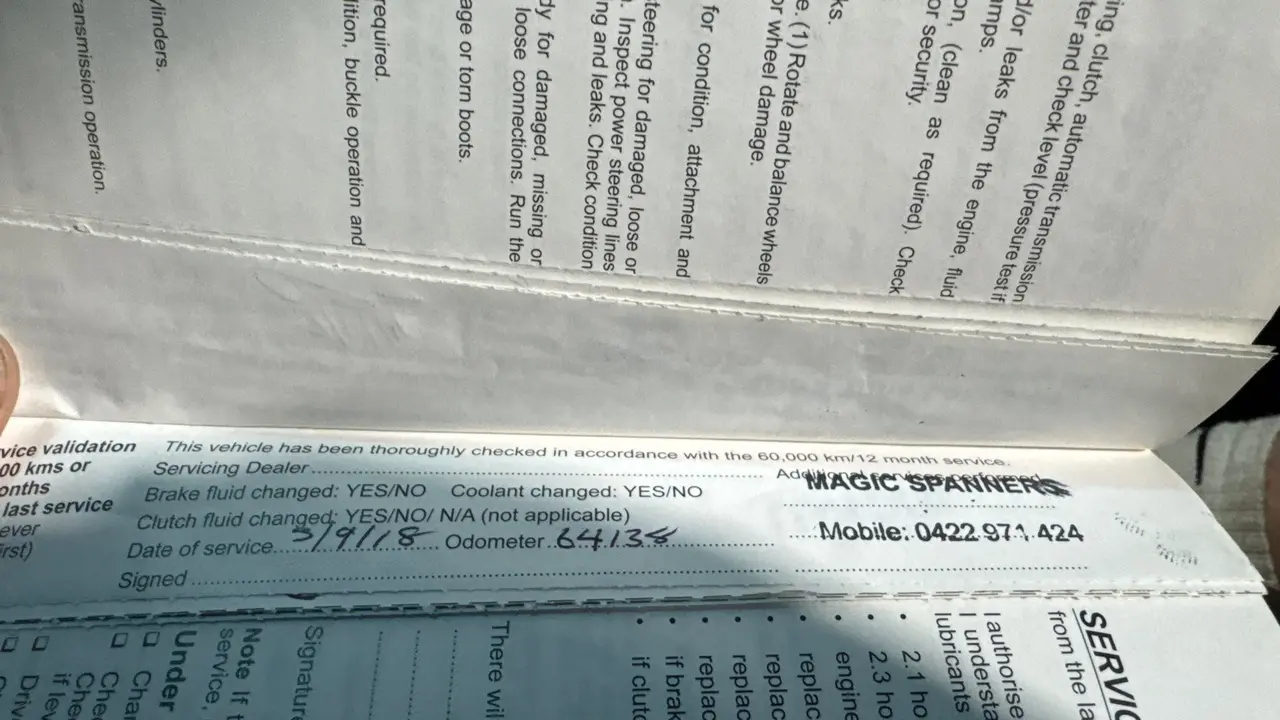 ing, clutch, automatic transmission
ter and check level (pressure test if
d/or leaks from the engine, fluid
amps.
on, (clean as required). Check
or security.
ks.
e. (1) Rotate and balance wheels
or wheel damage.
for condition, attachment and
teering for damaged, loose or
. Inspect power steering lines
ng and leaks. Check condition
dy for damaged, missing or
loose connections. Run the
age or torn boots.
required.
ition, buckle operation and
ylinders.
ransmission operation.
vice validation
00 kms or
onths
last service
ever
irst)
This vehicle has been thoroughly checked in accordance with the 60,000 km/12 month service.
Servicing Dealer
Brake fluid changed: YES/NO Coolant changed: YES/NO
Clutch fluid changed: YES/NO/ N/A (not applicable)
Date of service 3/9/18 Odometer 64138
Signed
MAGIC SPANNERS
Mobile: 0422 971 424
SERVIC
from the la
I authorise
I understa
lubricants
• 2.1 ho
• 2.3 ho
• engine
• replac
• replac
• replac
• replac
• if brak
• if clutc
There wil
Signature
Note If t
service,
Under
☐ Char
☐ Chec
Chec
if lev
☐ Driv